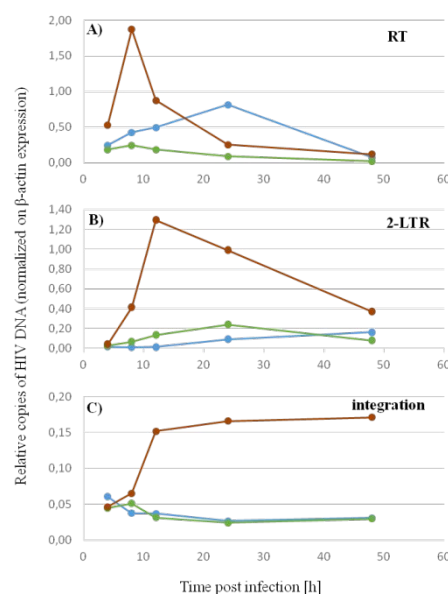 Relative copies of HIV DNA (normalized on β-actin expression)
A)
RT
2,00
1,50
1,00
0,50
0,00
0 10 20 30 40 50 60
B)
2-LTR
1,40
1,20
1,00
0,80
0,60
0,40
0,20
0,00
0 10 20 30 40 50 60
C)
integration
0,20
0,15
0,10
0,05
0,00
0 10 20 30 40 50 60
Time post infection [h]